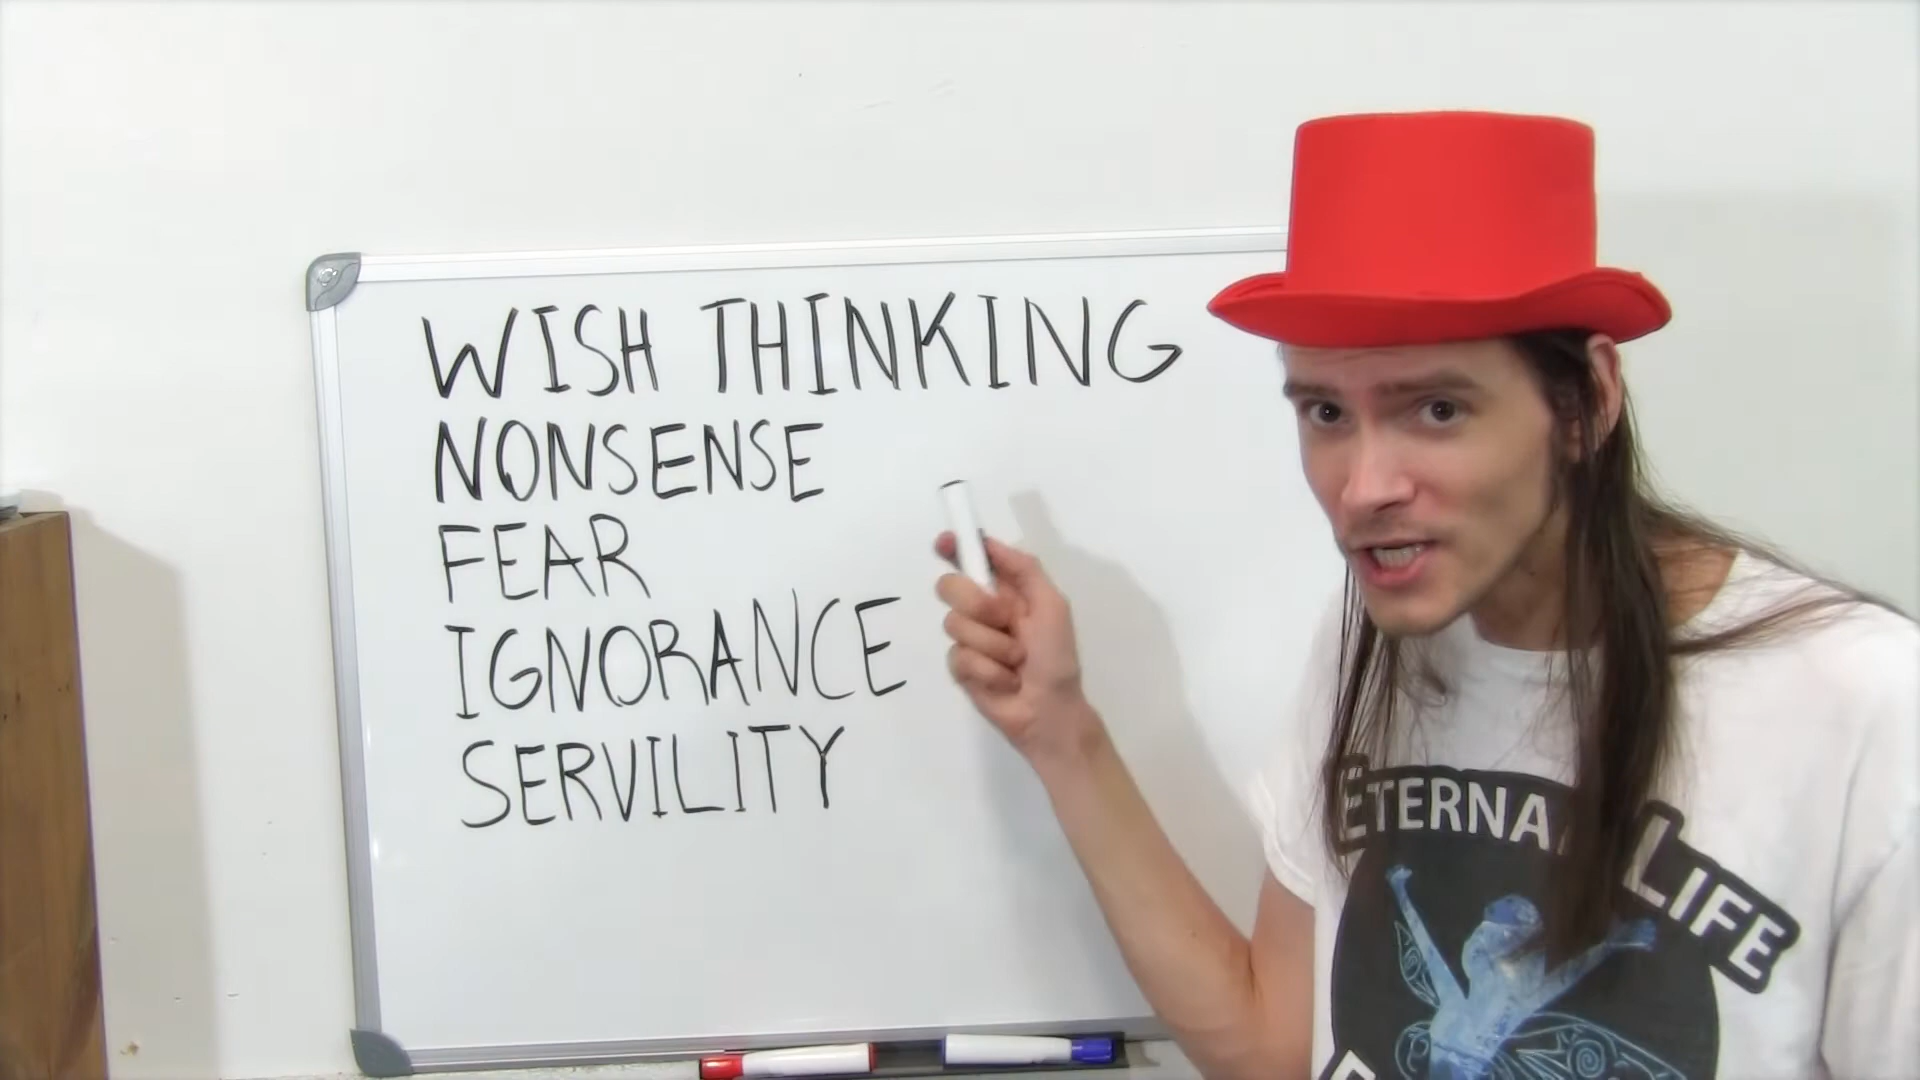 WISH THINKING
NONSENSE
FEAR
IGNORANCE
SERVILITY
ETERNA
LIFE